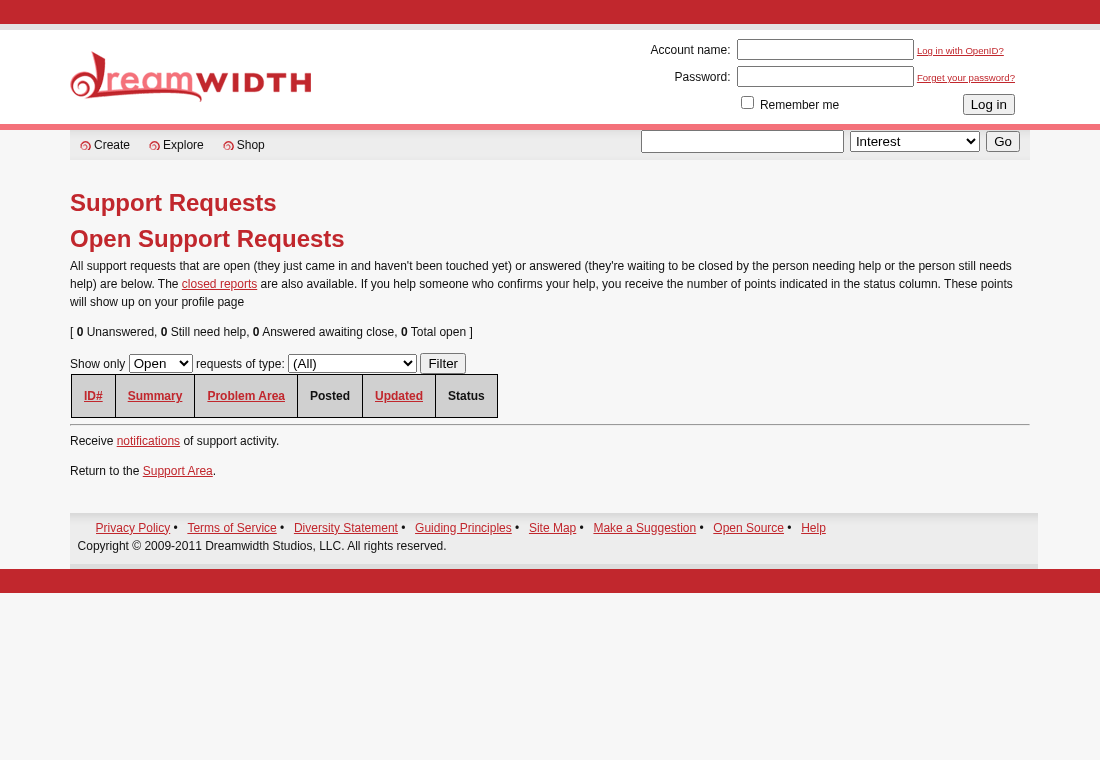 dreamWIDTH
Account name: Log in with OpenID?
Password: Forget your password?
Remember me Log in
Create Explore Shop Interest Go
Support Requests
Open Support Requests
All support requests that are open (they just came in and haven't been touched yet) or answered (they're waiting to be closed by the person needing help or the person still needs
help) are below. The closed reports are also available. If you help someone who confirms your help, you receive the number of points indicated in the status column. These points
will show up on your profile page
[ 0 Unanswered, 0 Still need help, 0 Answered awaiting close, 0 Total open ]
Show only Open requests of type: (All) Filter
ID# Summary Problem Area Posted Updated Status
Receive notifications of support activity.
Return to the Support Area.
Privacy Policy • Terms of Service • Diversity Statement • Guiding Principles • Site Map • Make a Suggestion • Open Source • Help
Copyright © 2009-2011 Dreamwidth Studios, LLC. All rights reserved.